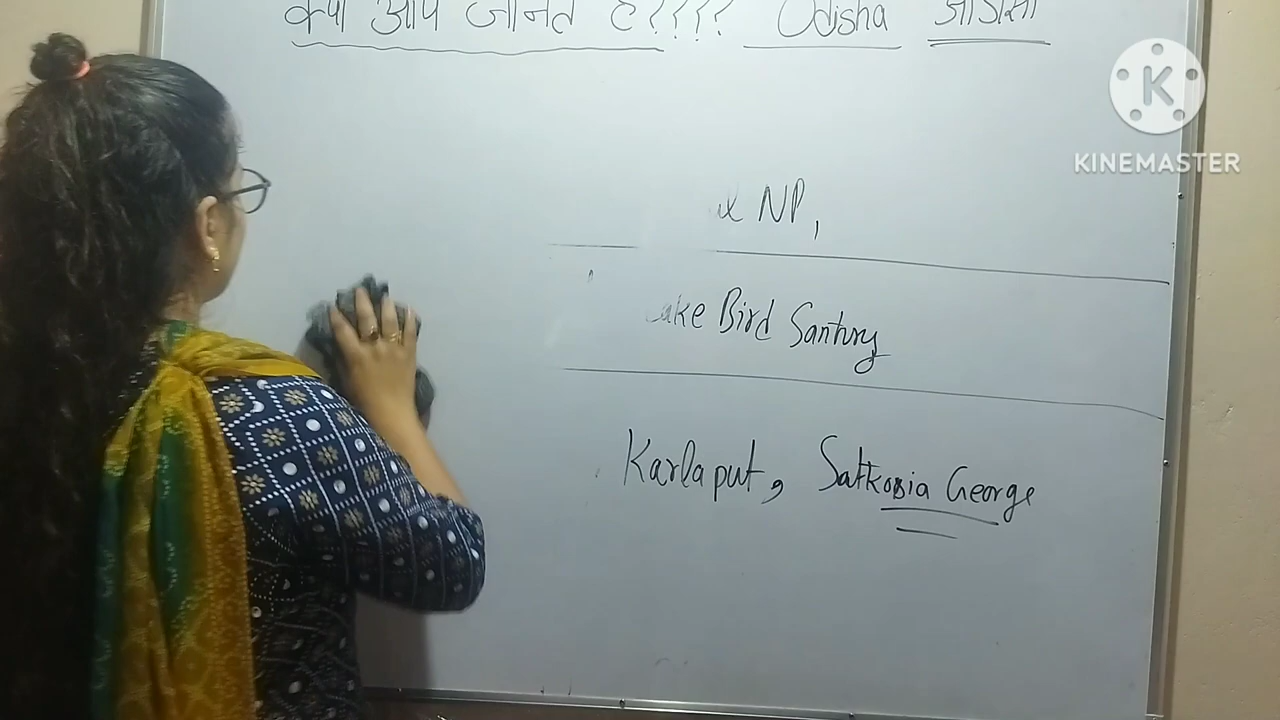 क्या आप जानते है???? Odisha ओडिसा
K
KINEMASTER
NP,
ake Bird Santury
Karlaput, Satkosia George